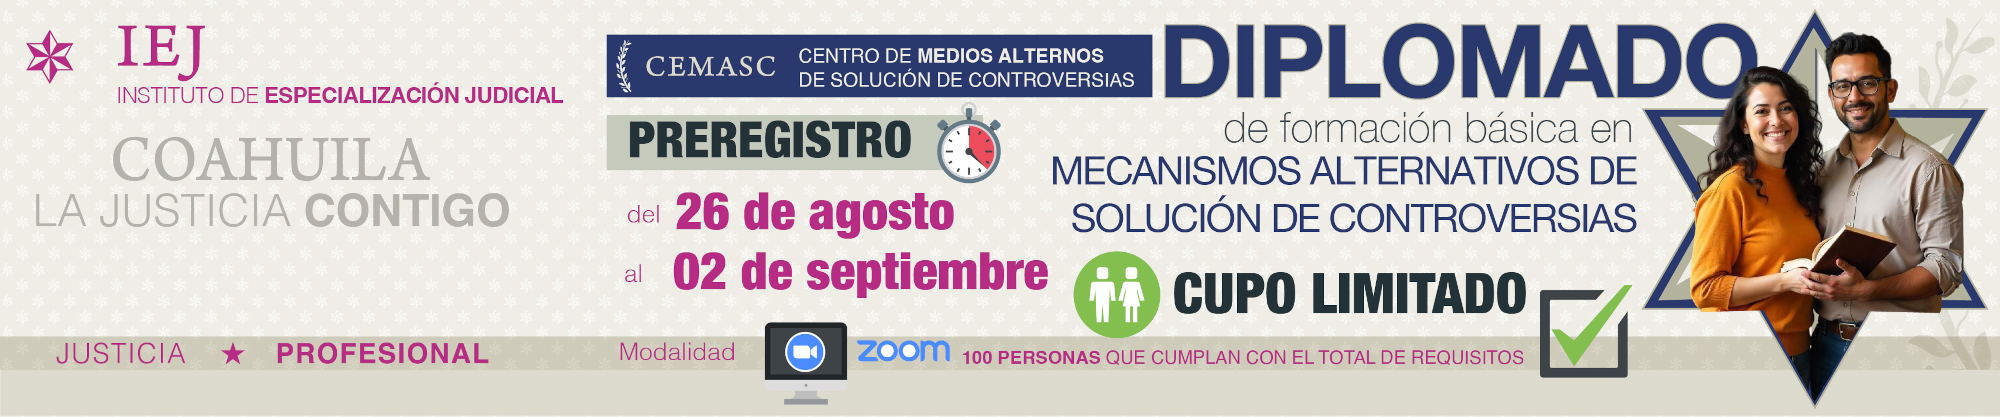 IEJ
INSTITUTO DE ESPECIALIZACIÓN JUDICIAL
COAHUILA
LA JUSTICIA CONTIGO
JUSTICIA ★ PROFESIONAL
CEMASC
CENTRO DE MEDIOS ALTERNOS
DE SOLUCIÓN DE CONTROVERSIAS
PREREGISTRO
del 26 de agosto
al 02 de septiembre
Modalidad
zoom
DIPLOMADO
de formación básica en
MECANISMOS ALTERNATIVOS DE
SOLUCIÓN DE CONTROVERSIAS
CUPO LIMITADO
100 PERSONAS QUE CUMPLAN CON EL TOTAL DE REQUISITOS